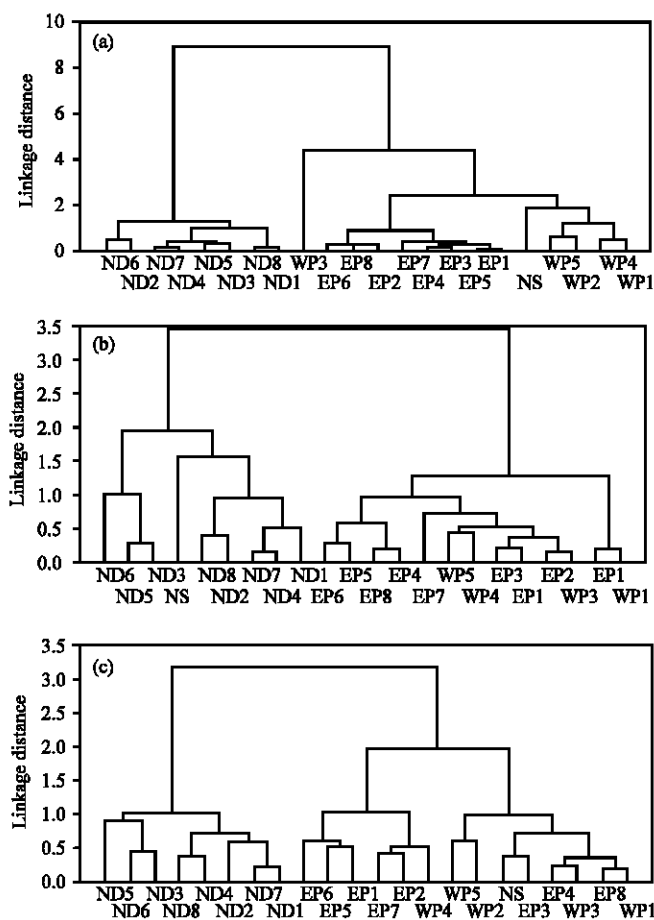 (a)
10
8
6
4
2
0
Linkage distance
ND6 ND7 ND5 ND8 WP3 EP8 EP7 EP3 EP1 WP5 WP4
ND2 ND4 ND3 ND1 EP6 EP2 EP4 EP5 NS WP2 WP1
(b)
3.5
3.0
2.5
2.0
1.5
1.0
0.5
0.0
Linkage distance
ND6 ND3 ND8 ND7 ND1 EP5 EP4 WP5 EP3 EP2 EP1
ND5 NS ND2 ND4 EP6 EP8 EP7 WP4 EP1 WP3 WP1
(c)
3.5
3.0
2.5
2.0
1.5
1.0
0.5
0.0
Linkage distance
ND5 ND3 ND4 ND7 EP6 EP1 EP2 WP5 NS EP4 EP8
ND6 ND8 ND2 ND1 EP5 EP7 WP4 WP2 EP3 WP3 WP1